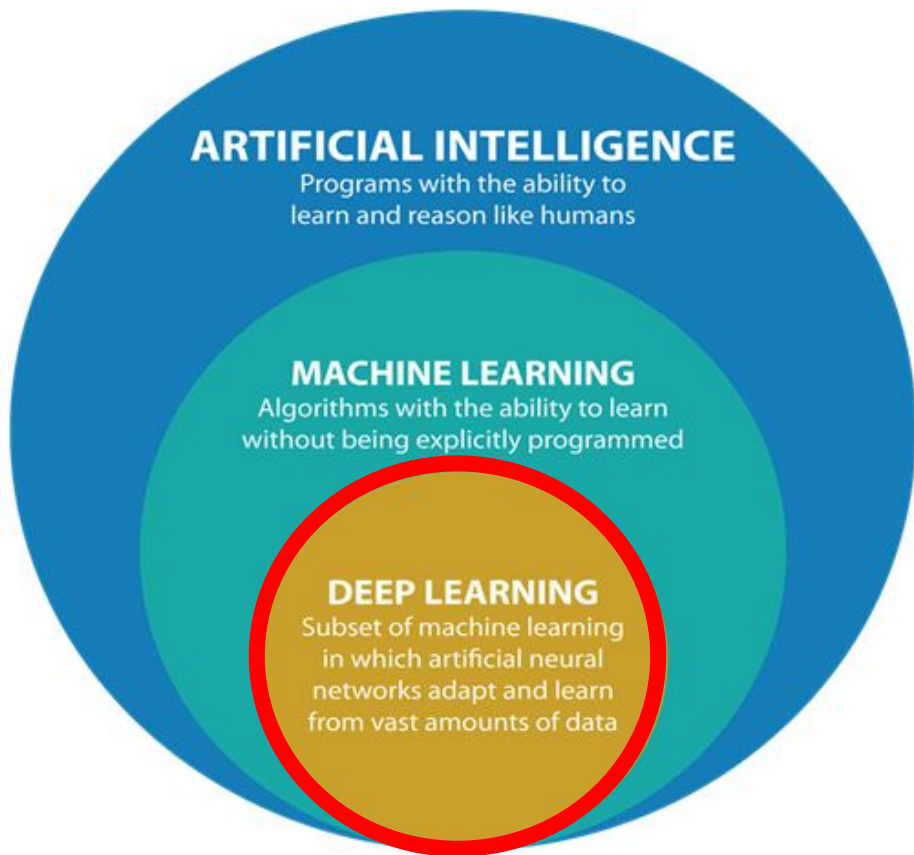 ARTIFICIAL INTELLIGENCE
Programs with the ability to
learn and reason like humans
MACHINE LEARNING
Algorithms with the ability to learn
without being explicitly programmed
DEEP LEARNING
Subset of machine learning
in which artificial neural
networks adapt and learn
from vast amounts of data